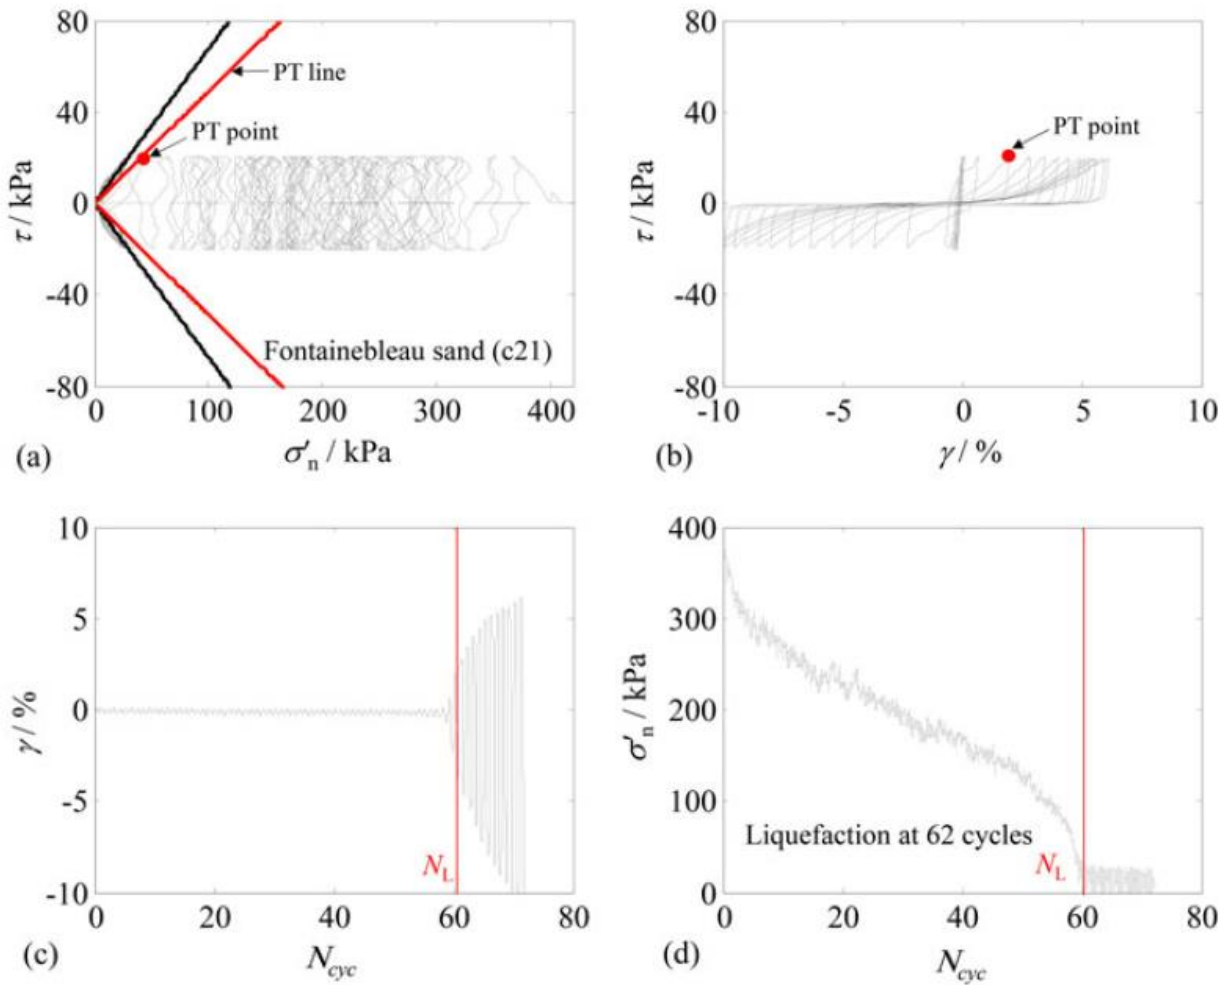 80
40
0
-40
-80
τ / kPa
PT line
PT point
Fontainebleau sand (c21)
0
100
200
300
400
(a)
σ′n / kPa
80
40
0
-40
-80
τ / kPa
PT point
-10
-5
0
5
10
(b)
γ / %
10
5
0
-5
-10
γ / %
NL
0
20
40
60
80
(c)
Ncyc
400
300
200
100
0
σ′n / kPa
Liquefaction at 62 cycles
NL
0
20
40
60
80
(d)
Ncyc